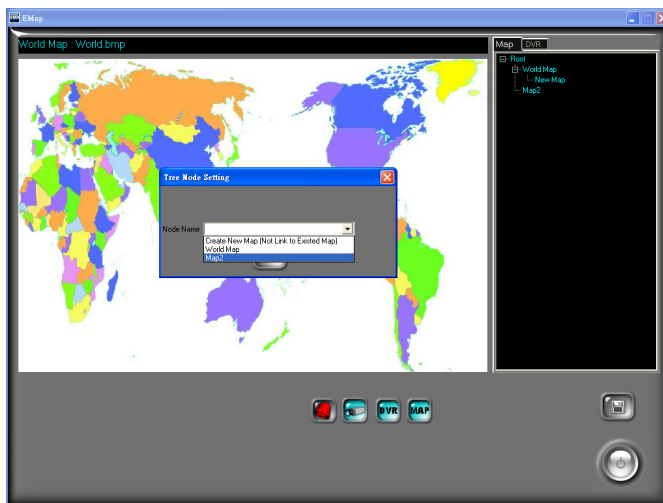 EMap
World Map : World.bmp
Map DVR
Root
World Map
New Map
Map2
Tree Node Setting
Node Name
Create New Map (Not Link to Existed Map)
World Map
Map2
DVR MAP